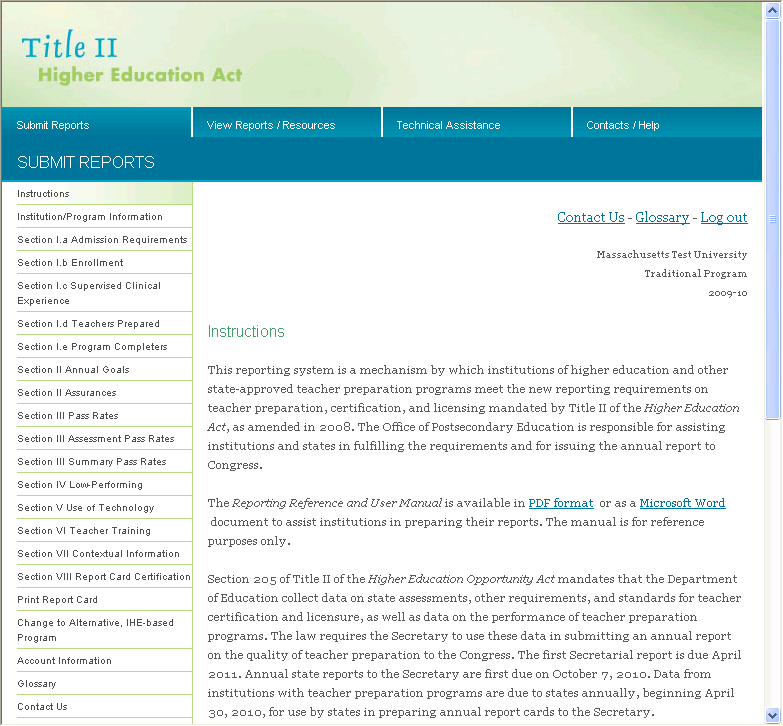 Title II
Higher Education Act
Submit Reports
View Reports / Resources
Technical Assistance
Contacts / Help
SUBMIT REPORTS
Instructions
Institution/Program Information
Section I.a Admission Requirements
Section I.b Enrollment
Section I.c Supervised Clinical
Experience
Section I.d Teachers Prepared
Section I.e Program Completers
Section II Annual Goals
Section II Assurances
Section III Pass Rates
Section III Assessment Pass Rates
Section III Summary Pass Rates
Section IV Low-Performing
Section V Use of Technology
Section VI Teacher Training
Section VII Contextual Information
Section VIII Report Card Certification
Print Report Card
Change to Alternative, IHE-based
Program
Account Information
Glossary
Contact Us
Contact Us - Glossary - Log out
Massachusetts Test University
Traditional Program
2009-10
Instructions
This reporting system is a mechanism by which institutions of higher education and other
state-approved teacher preparation programs meet the new reporting requirements on
teacher preparation, certification, and licensing mandated by Title II of the Higher Education
Act, as amended in 2008. The Office of Postsecondary Education is responsible for assisting
institutions and states in fulfilling the requirements and for issuing the annual report to
Congress.
The Reporting Reference and User Manual is available in PDF format or as a Microsoft Word
document to assist institutions in preparing their reports. The manual is for reference
purposes only.
Section 205 of Title II of the Higher Education Opportunity Act mandates that the Department
of Education collect data on state assessments, other requirements, and standards for teacher
certification and licensure, as well as data on the performance of teacher preparation
programs. The law requires the Secretary to use these data in submitting an annual report
on the quality of teacher preparation to the Congress. The first Secretarial report is due April
2011. Annual state reports to the Secretary are first due on October 7, 2010. Data from
institutions with teacher preparation programs are due to states annually, beginning April
30, 2010, for use by states in preparing annual report cards to the Secretary.